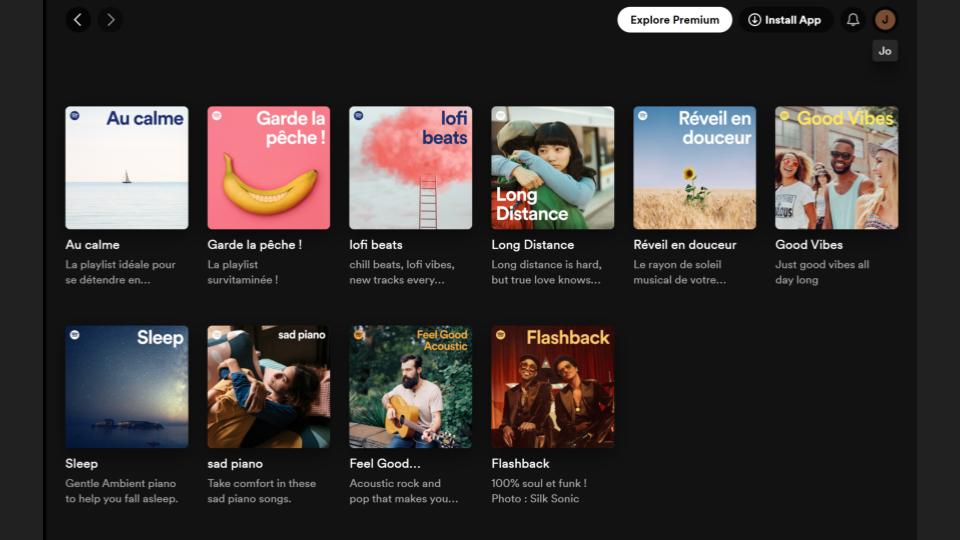 Explore Premium
Install App
J
Jo
Au calme
Garde la
pêche !
lofi
beats
Long
Distance
Réveil en
douceur
Good Vibes
Au calme
Garde la pêche !
lofi beats
Long Distance
Réveil en douceur
Good Vibes
La playlist idéale pour
se détendre en...
La playlist
survitaminée !
chill beats, lofi vibes,
new tracks every...
Long distance is hard,
but true love knows...
Le rayon de soleil
musical de votre...
Just good vibes all
day long
Sleep
sad piano
Feel Good
Acoustic
Flashback
Sleep
sad piano
Feel Good...
Flashback
Gentle Ambient piano
to help you fall asleep.
Take comfort in these
sad piano songs.
Acoustic rock and
pop that makes you...
100% soul et funk !
Photo : Silk Sonic